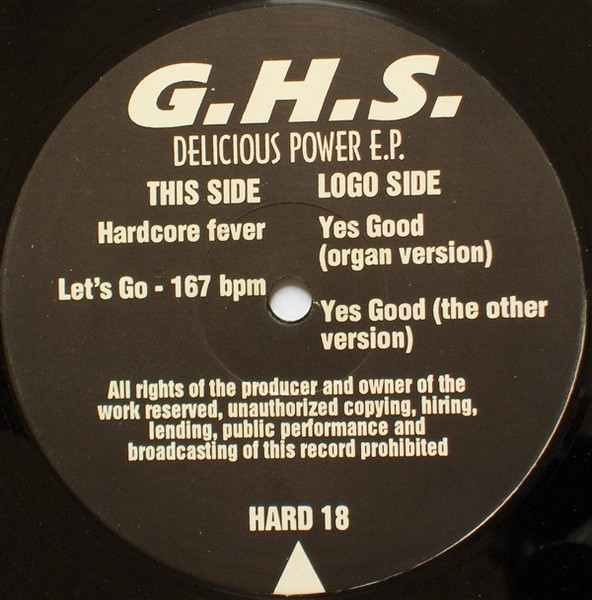 G.H.S.
DELICIOUS POWER E.P.
THIS SIDE
Hardcore fever
Let's Go - 167 bpm
LOGO SIDE
Yes Good
(organ version)
Yes Good (the other
version)
All rights of the producer and owner of the
work reserved, unauthorized copying, hiring,
lending, public performance and
broadcasting of this record prohibited
HARD 18